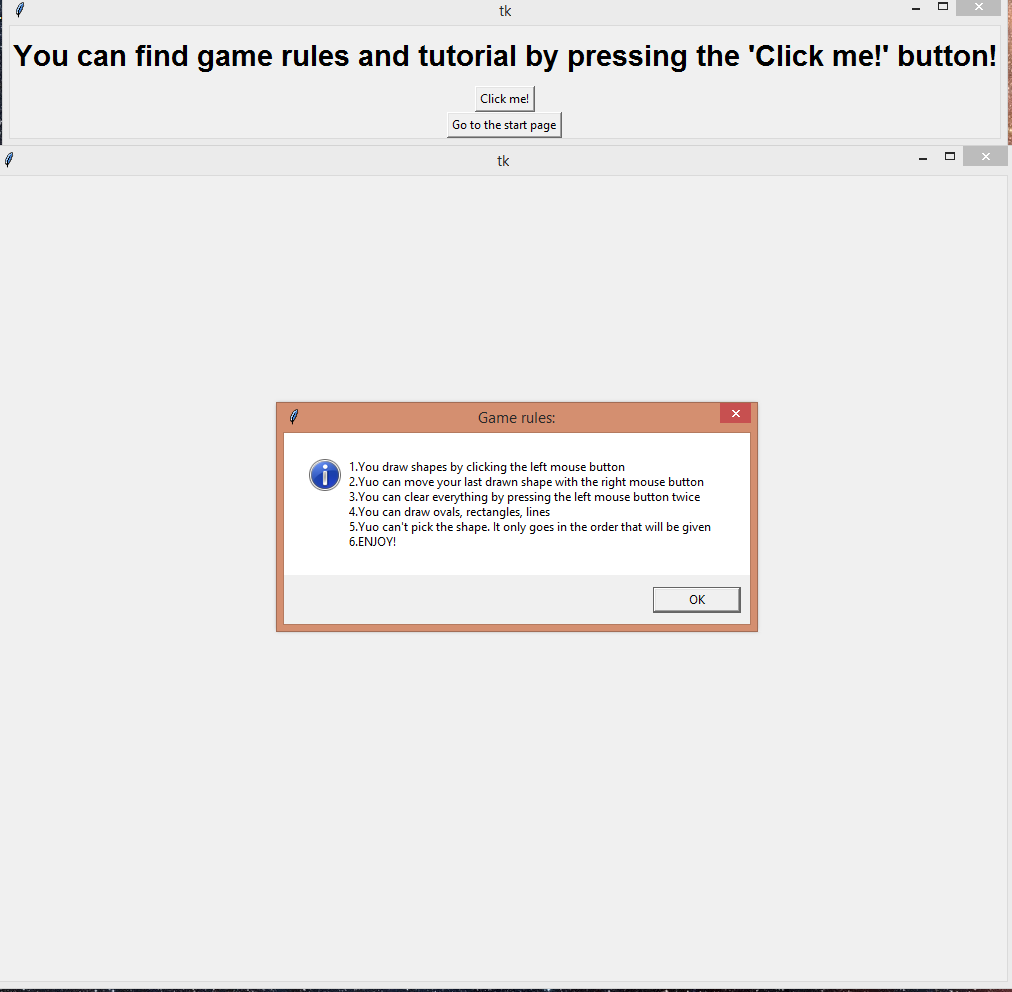 tk
You can find game rules and tutorial by pressing the 'Click me!' button!
Click me!
Go to the start page
tk
Game rules:
1.You draw shapes by clicking the left mouse button
2.Yuo can move your last drawn shape with the right mouse button
3.You can clear everything by pressing the left mouse button twice
4.You can draw ovals, rectangles, lines
5.Yuo can't pick the shape. It only goes in the order that will be given
6.ENJOY!
OK